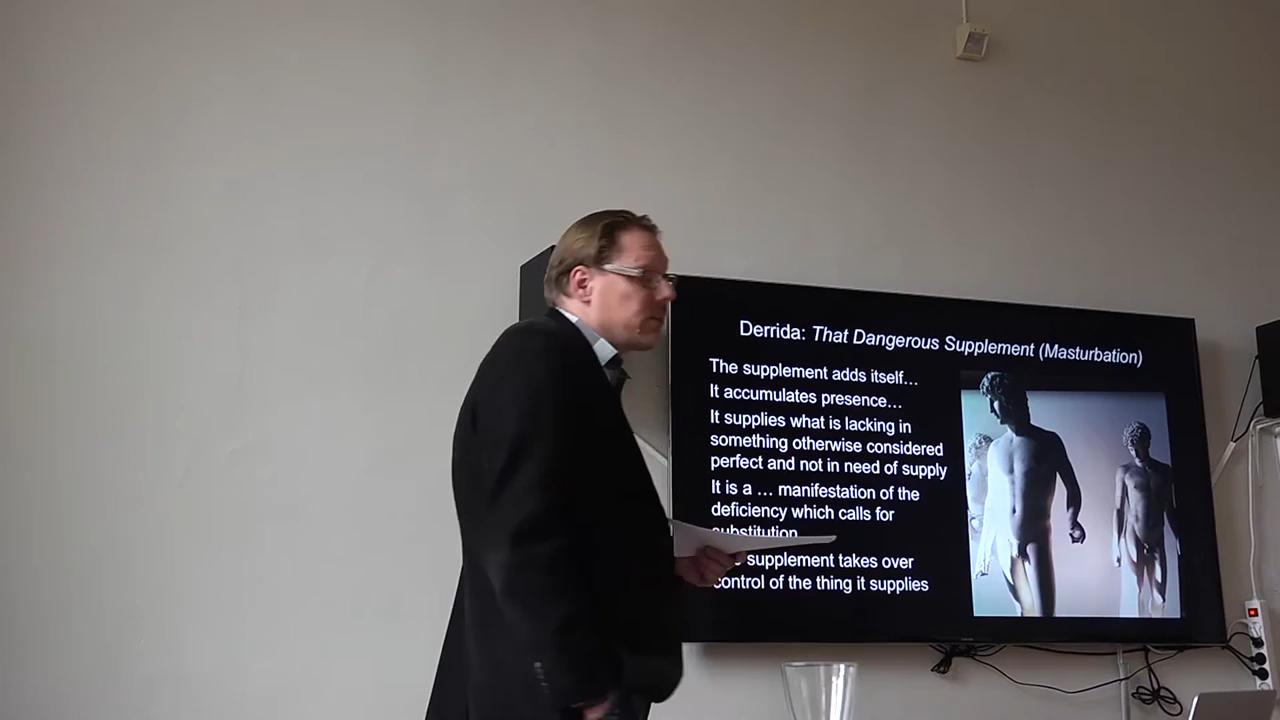 Derrida: That Dangerous Supplement (Masturbation)
The supplement adds itself…
It accumulates presence…
It supplies what is lacking in
something otherwise considered
perfect and not in need of supply
It is a … manifestation of the
deficiency which calls for
substitution
supplement takes over
control of the thing it supplies